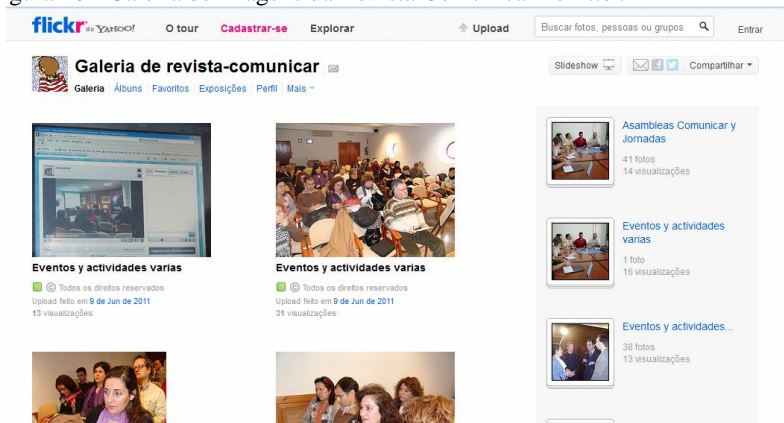 flickr do YAHOO! O tour Cadastrar-se Explorar Upload Buscar fotos, pessoas ou grupos Entrar
Galeria de revista-comunicar
Slideshow Compartilhar
Galeria Álbuns Favoritos Exposições Perfil Mais
Eventos y actividades varias
© Todos os direitos reservados
Upload feito em 9 de Jun de 2011
13 visualizações
Eventos y actividades varias
© Todos os direitos reservados
Upload feito em 9 de Jun de 2011
31 visualizações
Asambleas Comunicar y
Jornadas
41 fotos
14 visualizações
Eventos y actividades
varias
1 foto
16 visualizações
Eventos y actividades...
38 fotos
13 visualizações